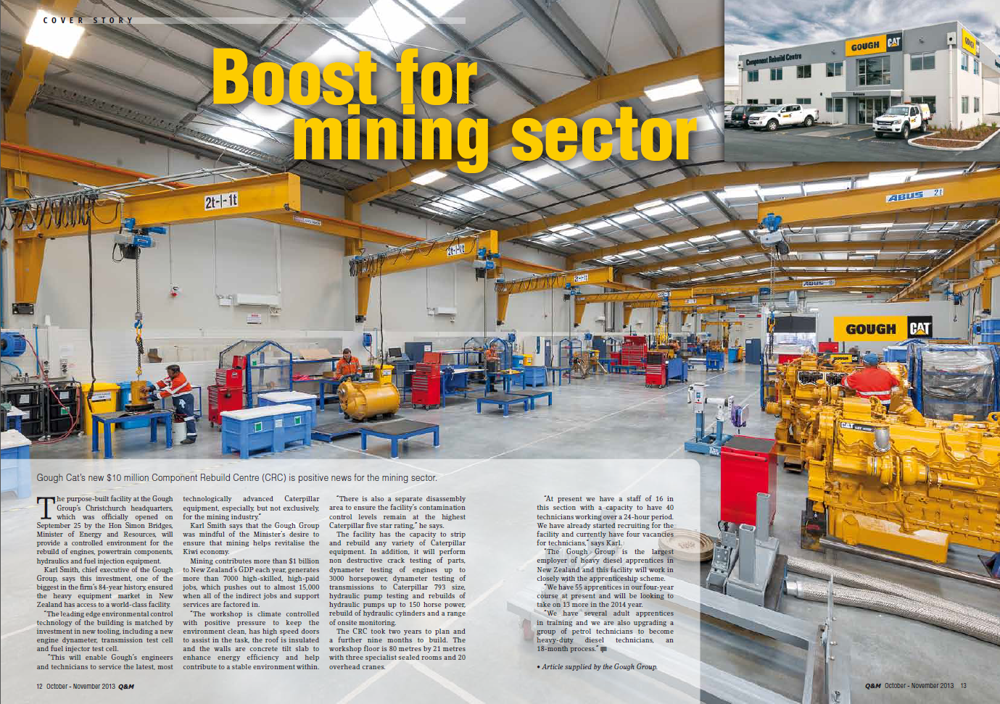 COVER STORY
Boost for
mining sector
Component Rebuild Centre
GOUGH CAT
GOUGH
2t-I-1t
2t-I-1t
2t-I-1t
ABUS 2t
ABUS
GOUGH CAT
GOUGH
CAT
Gough Cat's new $10 million Component Rebuild Centre (CRC) is positive news for the mining sector.
The purpose-built facility at the Gough
Group's Christchurch headquarters,
which was officially opened on
September 25 by the Hon Simon Bridges,
Minister of Energy and Resources, will
provide a controlled environment for the
rebuild of engines, powertrain components,
hydraulics and fuel injection equipment.
Karl Smith, chief executive of the Gough
Group, says this investment, one of the
biggest in the firm's 84-year history, ensured
the heavy equipment market in New
Zealand has access to a world-class facility.
"The leading edge environmental control
technology of the building is matched by
investment in new tooling, including a new
engine dynameter, transmission test cell
and fuel injector test cell.
"This will enable Gough's engineers
and technicians to service the latest, most
technologically advanced Caterpillar
equipment, especially, but not exclusively,
for the mining industry."
Karl Smith says that the Gough Group
was mindful of the Minister's desire to
ensure that mining helps revitalise the
Kiwi economy.
Mining contributes more than $1 billion
to New Zealand's GDP each year, generates
more than 7000 high-skilled, high-paid
jobs, which pushes out to almost 15,000
when all of the indirect jobs and support
services are factored in.
"The workshop is climate controlled
with positive pressure to keep the
environment clean, has high speed doors
to assist in the task, the roof is insulated
and the walls are concrete tilt slab to
enhance energy efficiency and help
contribute to a stable environment within.
"There is also a separate disassembly
area to ensure the facility's contamination
control levels remain at the highest
Caterpillar five star rating," he says.
The facility has the capacity to strip
and rebuild any variety of Caterpillar
equipment. In addition, it will perform
non destructive crack testing of parts,
dynameter testing of engines up to
3000 horsepower, dynameter testing of
transmissions to Caterpillar 793 size,
hydraulic pump testing and rebuilds of
hydraulic pumps up to 150 horse power,
rebuild of hydraulic cylinders and a range
of onsite monitoring.
The CRC took two years to plan and
a further nine months to build. The
workshop floor is 80 metres by 21 metres
with three specialist sealed rooms and 20
overhead cranes.
"At present we have a staff of 16 in
this section with a capacity to have 40
technicians working over a 24-hour period.
We have already started recruiting for the
facility and currently have four vacancies
for technicians," says Karl.
"The Gough Group is the largest
employer of heavy diesel apprentices in
New Zealand and this facility will work in
closely with the apprenticeship scheme.
"We have 55 apprentices in our four-year
course at present and will be looking to
take on 13 more in the 2014 year.
"We have several adult apprentices
in training and we are also upgrading a
group of petrol technicians to become
heavy-duty diesel technicians, an
18-month process."
• Article supplied by the Gough Group.
12 October - November 2013 Q&M
Q&M October - November 2013 13